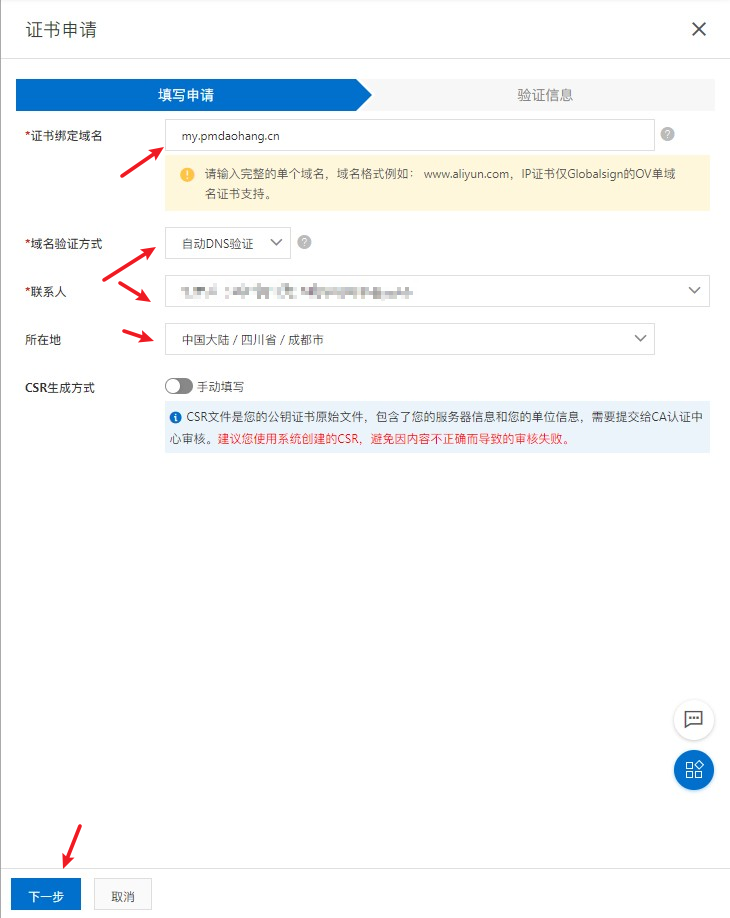 证书申请
填写申请
验证信息
*证书绑定域名
my.pmdaohang.cn
请输入完整的单个域名，域名格式例如： www.aliyun.com，IP证书仅Globalsign的OV单域
名证书支持。
*域名验证方式
自动DNS验证
*联系人
所在地
中国大陆 / 四川省 / 成都市
CSR生成方式
手动填写
CSR文件是您的公钥证书原始文件，包含了您的服务器信息和您的单位信息，需要提交给CA认证中
心审核。建议您使用系统创建的CSR，避免因内容不正确而导致的审核失败。
下一步
取消